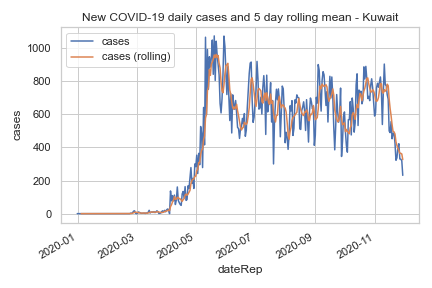 New COVID-19 daily cases and 5 day rolling mean - Kuwait
cases
cases (rolling)
1000
800
600
400
200
0
cases
2020-01
2020-03
2020-05
2020-07
2020-09
2020-11
dateRep